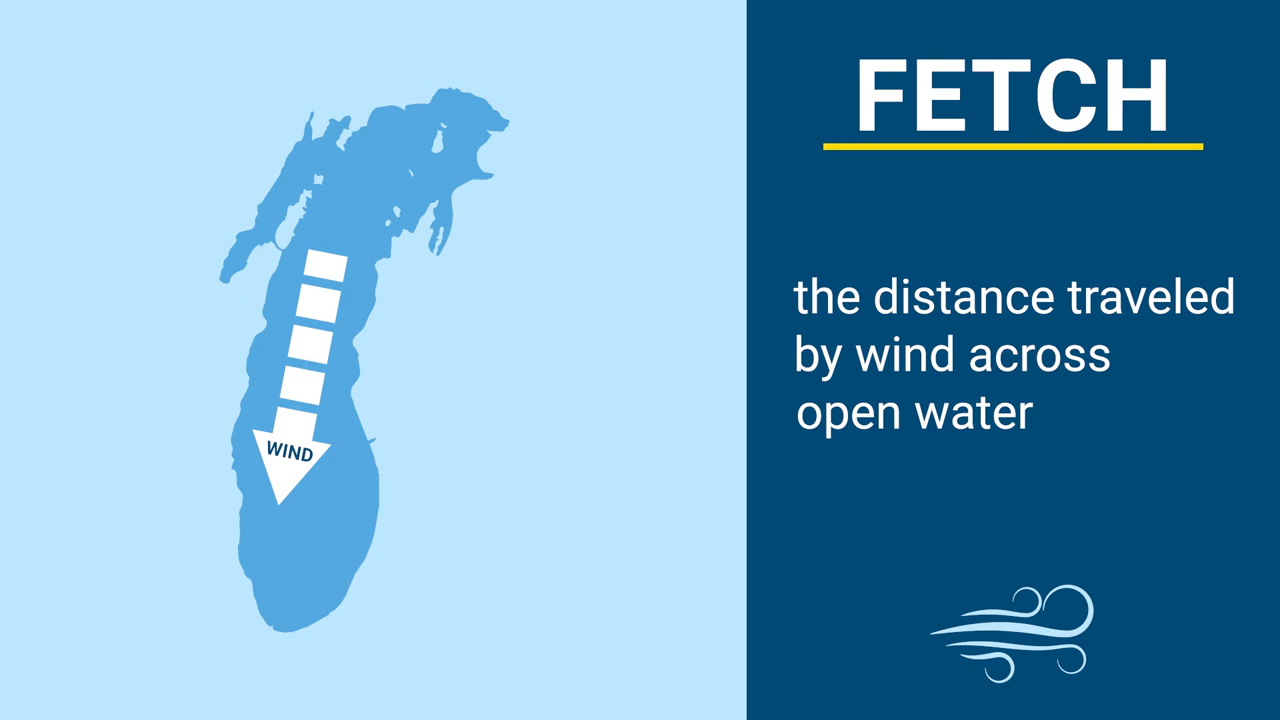 FETCH
the distance traveled
by wind across
open water
WIND